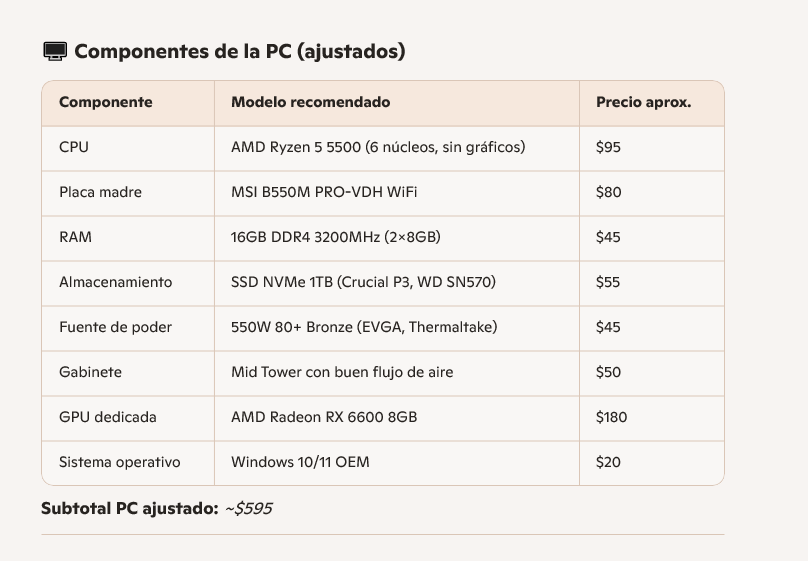 Componentes de la PC (ajustados)
Componente Modelo recomendado Precio aprox.
CPU AMD Ryzen 5 5500 (6 núcleos, sin gráficos) $95
Placa madre MSI B550M PRO-VDH WiFi $80
RAM 16GB DDR4 3200MHz (2×8GB) $45
Almacenamiento SSD NVMe 1TB (Crucial P3, WD SN570) $55
Fuente de poder 550W 80+ Bronze (EVGA, Thermaltake) $45
Gabinete Mid Tower con buen flujo de aire $50
GPU dedicada AMD Radeon RX 6600 8GB $180
Sistema operativo Windows 10/11 OEM $20
Subtotal PC ajustado: ~$595